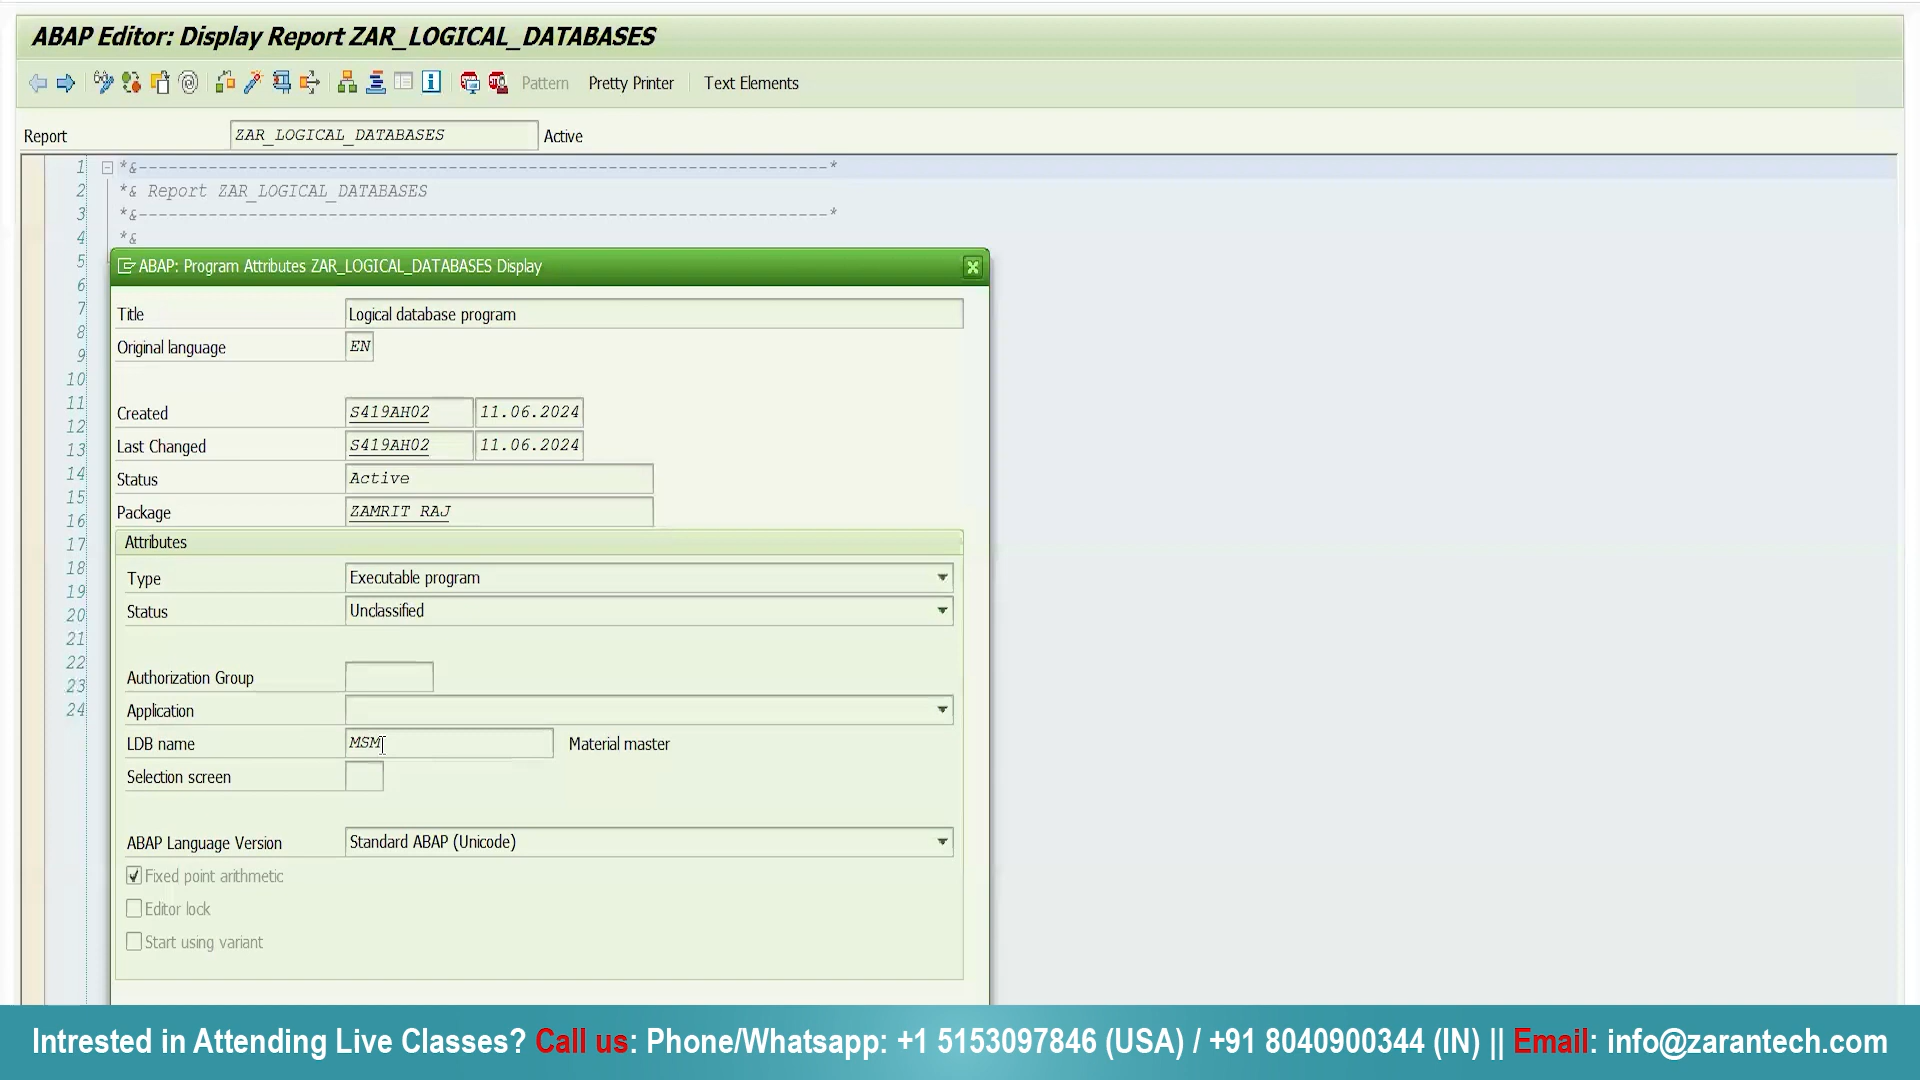 ABAP Editor: Display Report ZAR_LOGICAL_DATABASES
Pattern Pretty Printer Text Elements
Report ZAR_LOGICAL_DATABASES Active
1 *&---------------------------------------------------------------------*
2 *& Report ZAR_LOGICAL_DATABASES
3 *&---------------------------------------------------------------------*
4 *&
5
6
7
8
9
10
11
12
13
14
15
16
17
18
19
20
21
22
23
24
ABAP: Program Attributes ZAR_LOGICAL_DATABASES Display
Title Logical database program
Original language EN
Created S419AH02 11.06.2024
Last Changed S419AH02 11.06.2024
Status Active
Package ZAMRIT_RAJ
Attributes
Type Executable program
Status Unclassified
Authorization Group
Application
LDB name MSM Material master
Selection screen
ABAP Language Version Standard ABAP (Unicode)
Fixed point arithmetic
Editor lock
Start using variant
Intrested in Attending Live Classes? Call us: Phone/Whatsapp: +1 5153097846 (USA) / +91 8040900344 (IN) || Email: info@zarantech.com